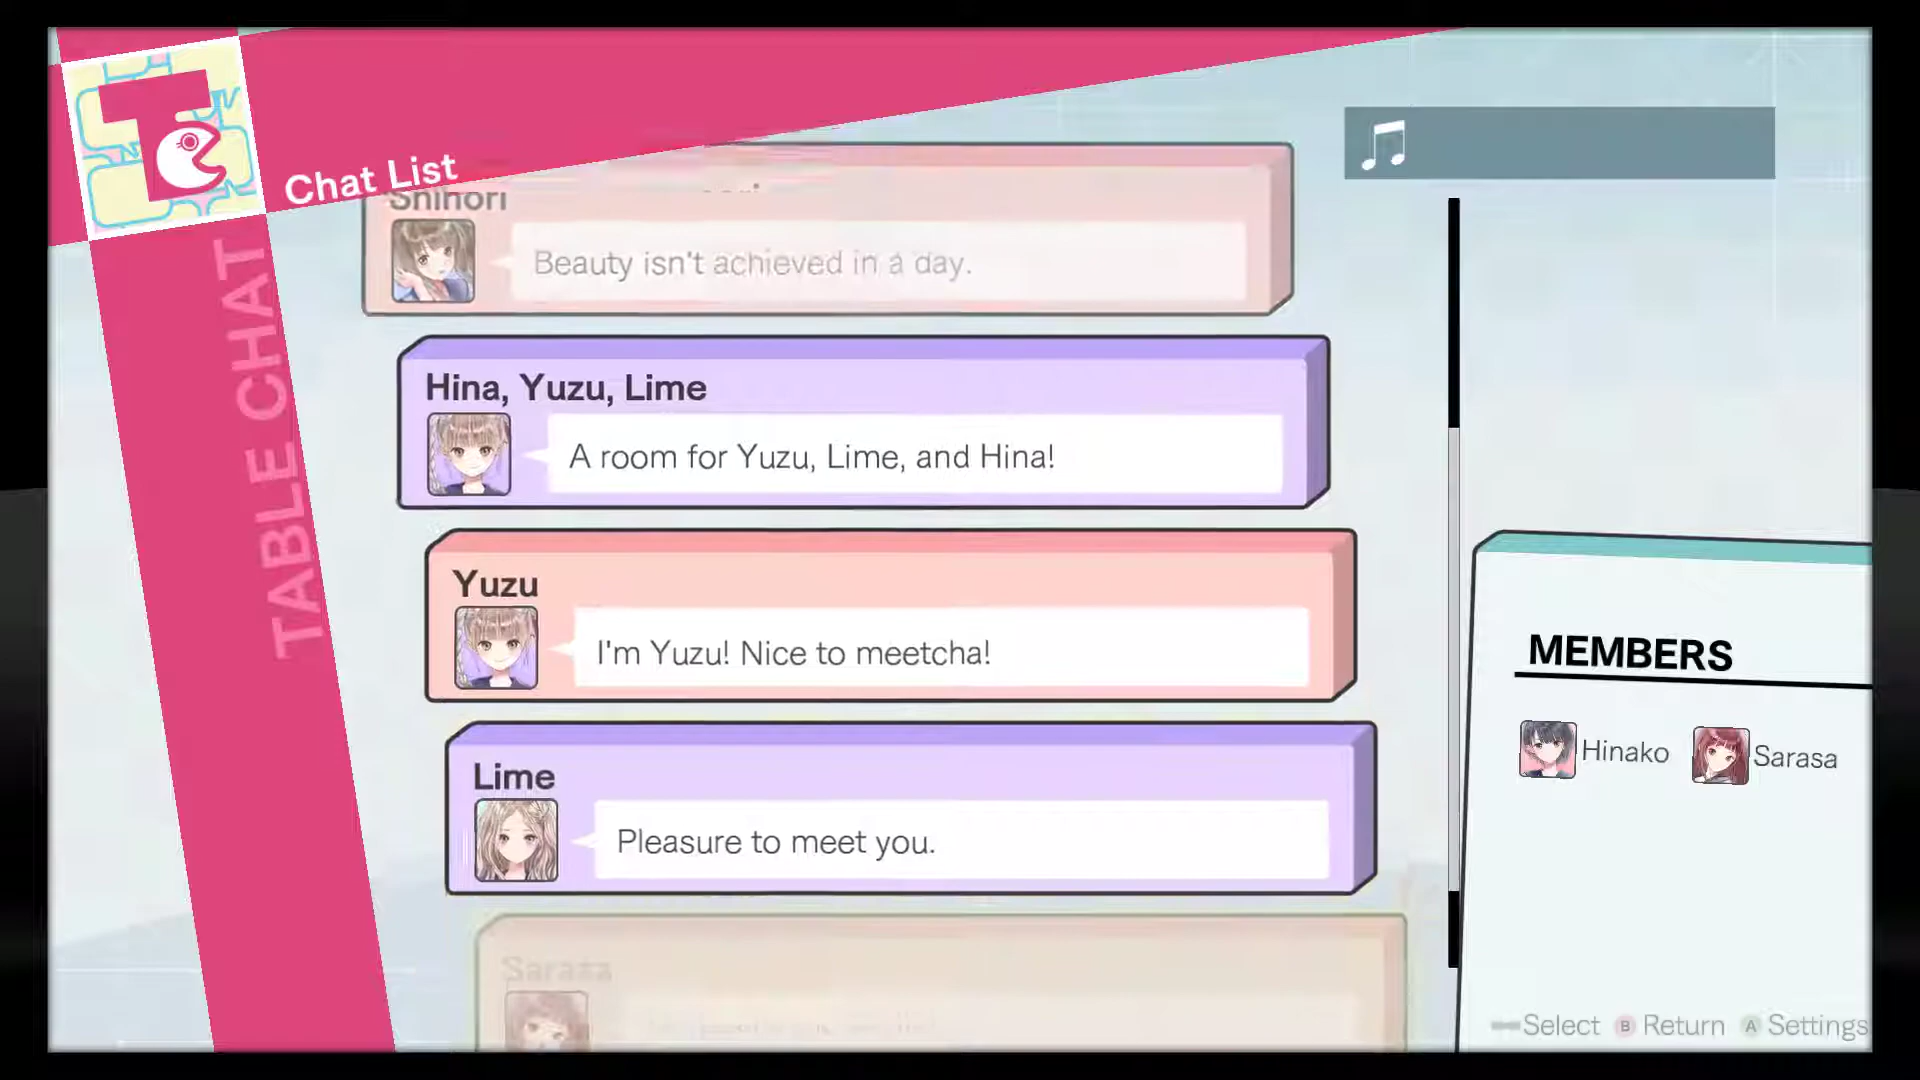 Chat List
TABLE CHAT
Shihori
Beauty isn't achieved in a day.
Hina, Yuzu, Lime
A room for Yuzu, Lime, and Hina!
Yuzu
I'm Yuzu! Nice to meetcha!
Lime
Pleasure to meet you.
Sarasa
MEMBERS
Hinako
Sarasa
Select B Return A Settings